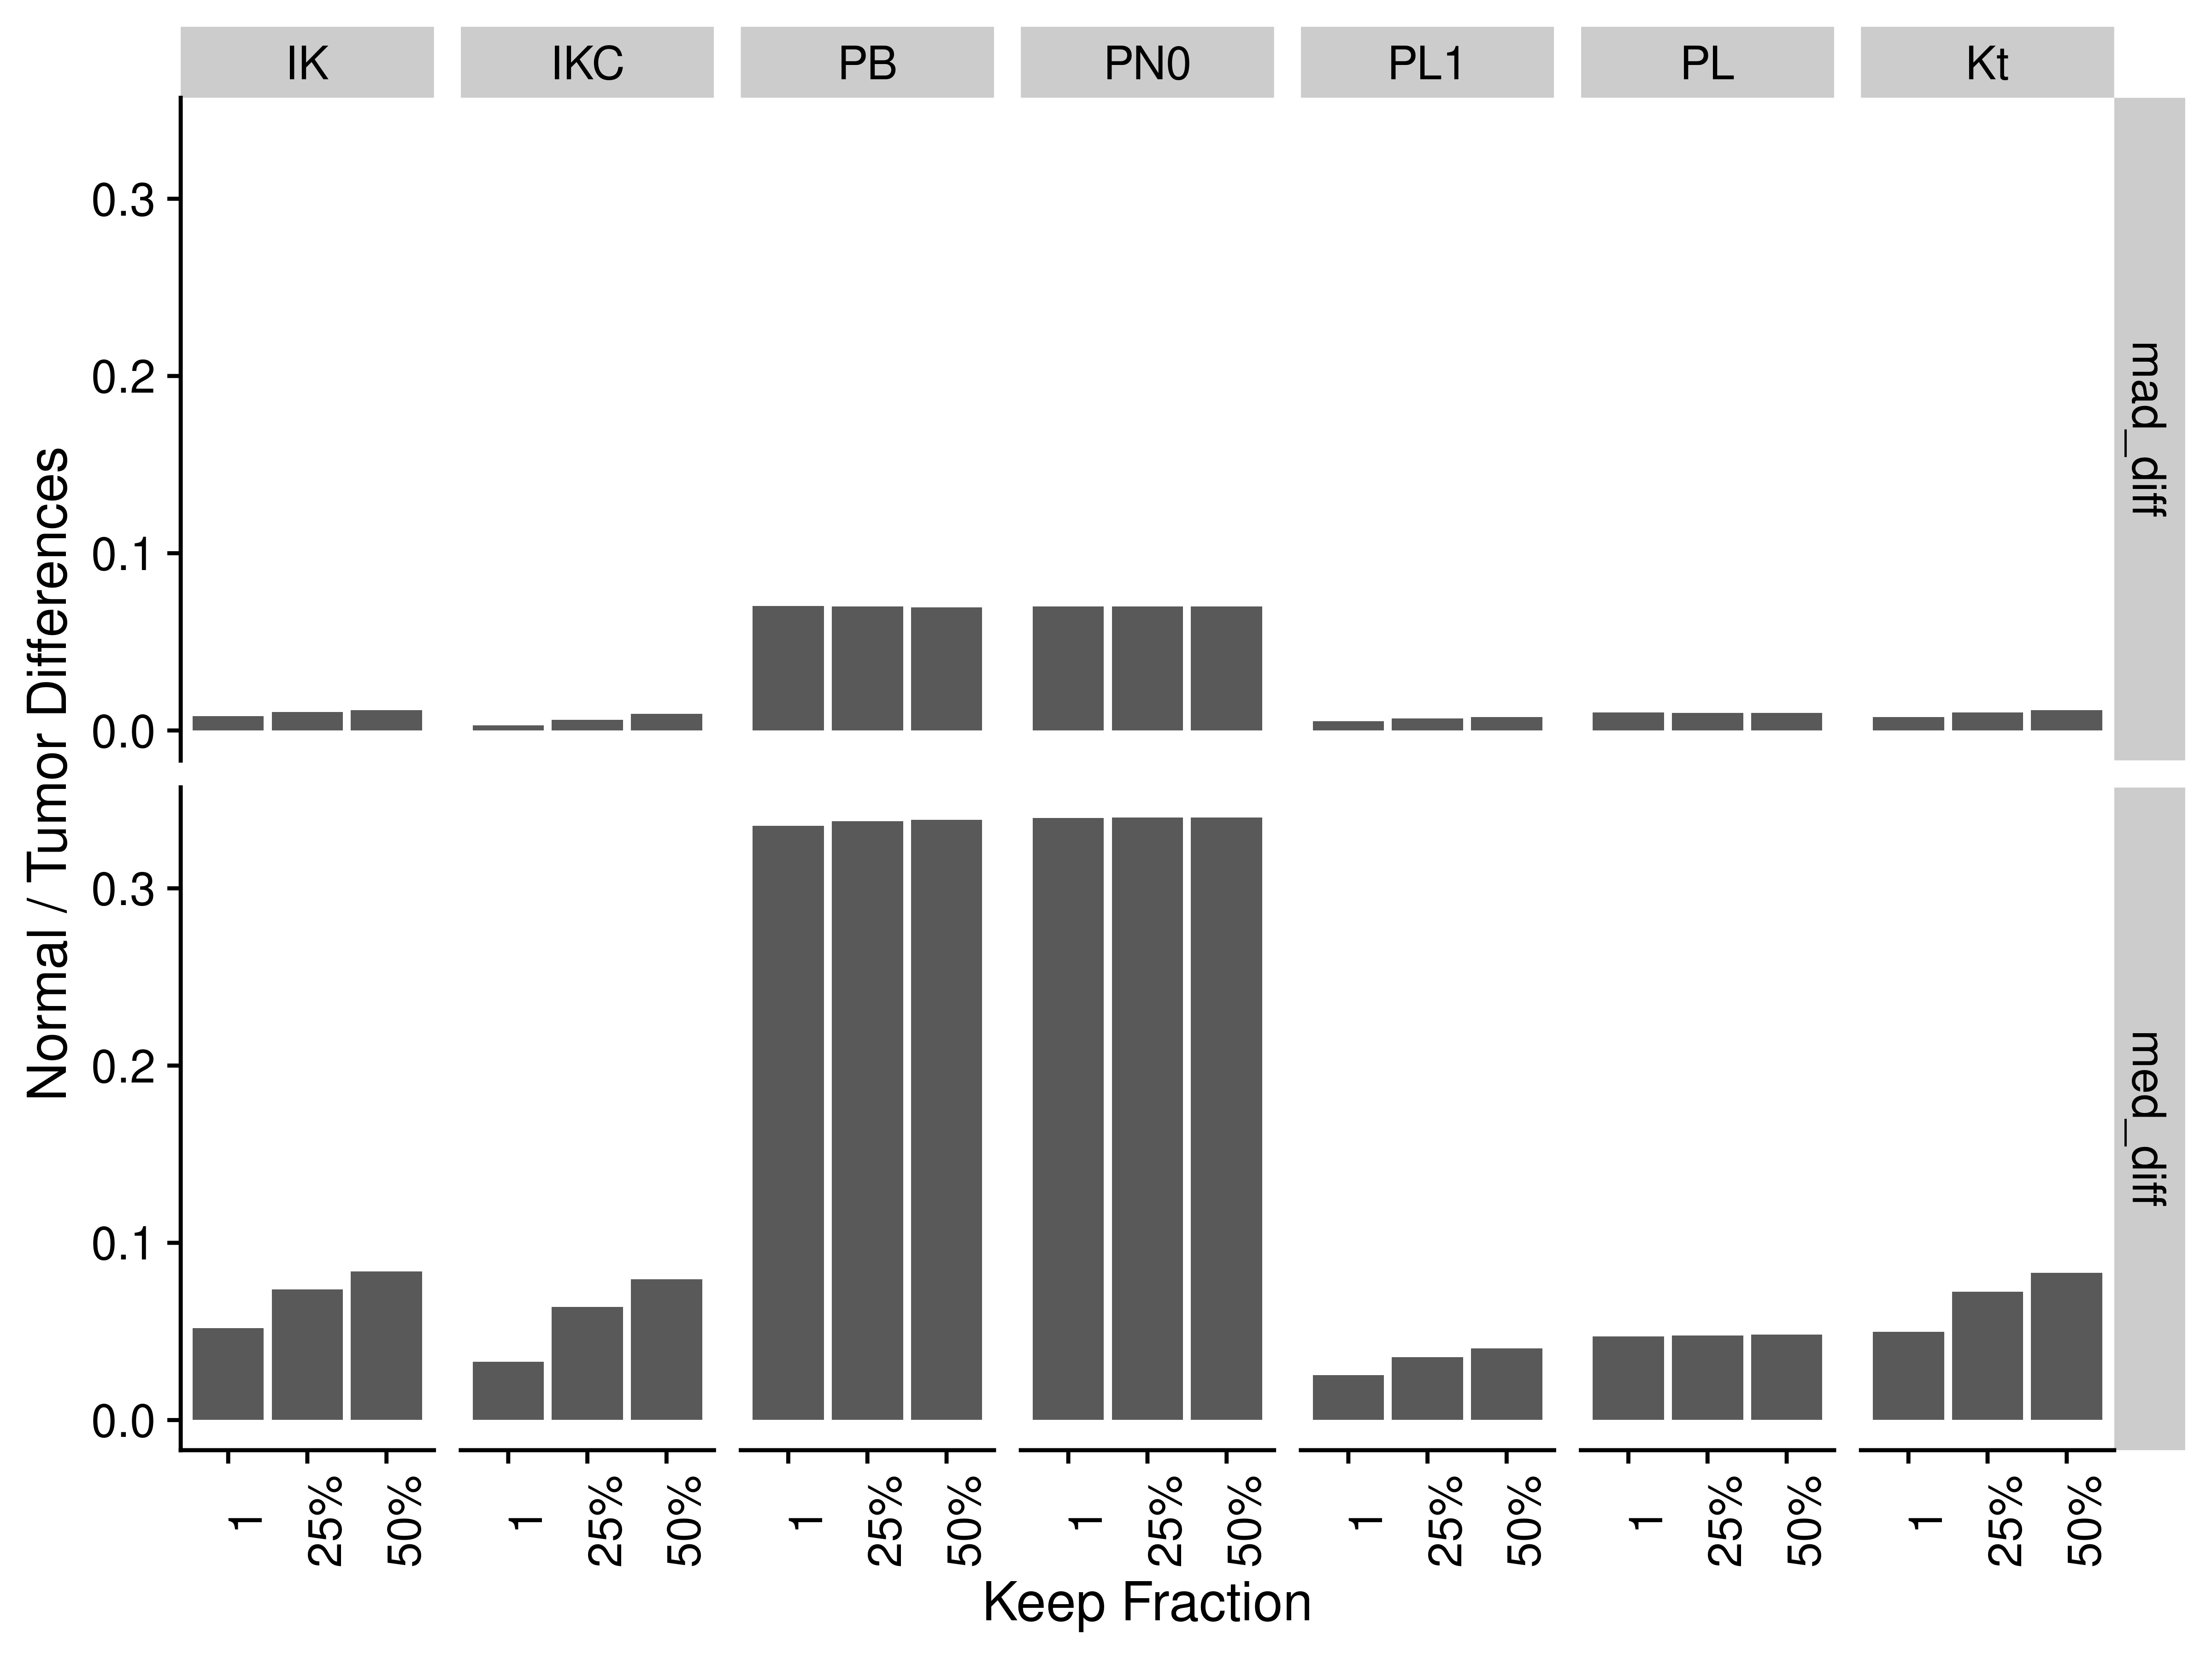 IK IKC PB PN0 PL1 PL Kt
0.3
0.2
0.1
0.0
mad_diff
Normal / Tumor Differences
0.3
0.2
0.1
0.0
med_diff
1 25% 50% 1 25% 50% 1 25% 50% 1 25% 50% 1 25% 50% 1 25% 50% 1 25% 50%
Keep Fraction